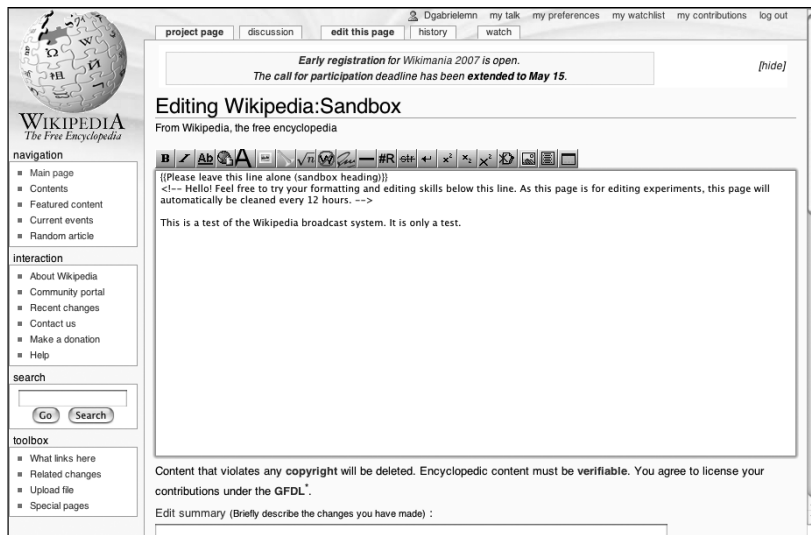 Dgabrielemn my talk my preferences my watchlist my contributions log out
project page discussion edit this page history watch
Early registration for Wikimania 2007 is open.
The call for participation deadline has been extended to May 15.
[hide]
Editing Wikipedia:Sandbox
From Wikipedia, the free encyclopedia
WIKIPEDIA
The Free Encyclopedia
navigation
Main page
Contents
Featured content
Current events
Random article
interaction
About Wikipedia
Community portal
Recent changes
Contact us
Make a donation
Help
search
Go Search
toolbox
What links here
Related changes
Upload file
Special pages
B I Ab A √n W #R str x² x₂ x²
{{Please leave this line alone (sandbox heading)}}
<!-- Hello! Feel free to try your formatting and editing skills below this line. As this page is for editing experiments, this page will
automatically be cleaned every 12 hours. -->
This is a test of the Wikipedia broadcast system. It is only a test.
Content that violates any copyright will be deleted. Encyclopedic content must be verifiable. You agree to license your
contributions under the GFDL*.
Edit summary (Briefly describe the changes you have made) :